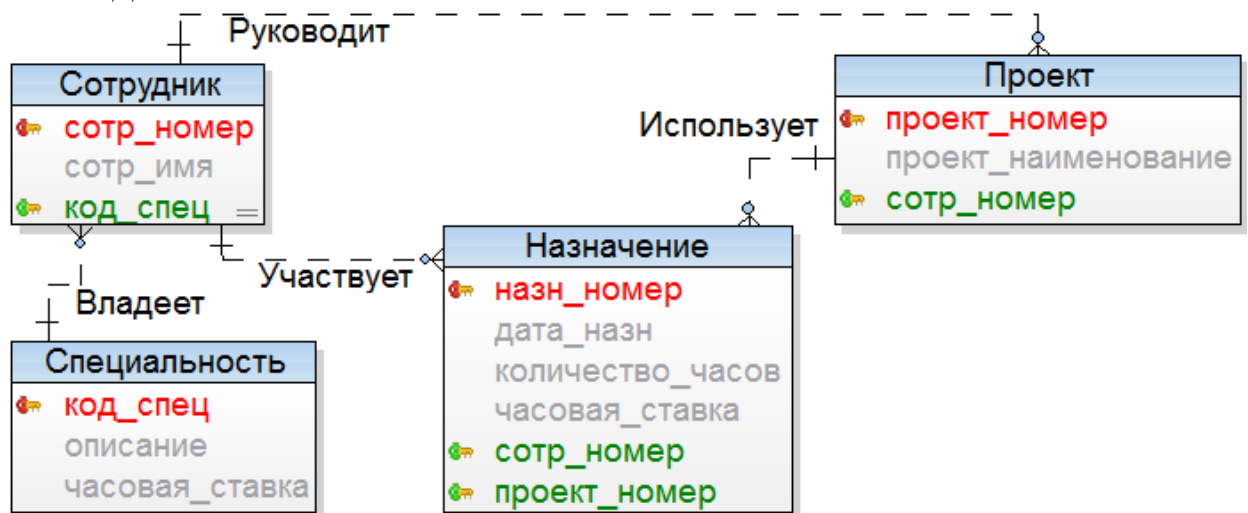 Руководит
Сотрудник
сотр_номер
сотр_имя
код_спец
Проект
проект_номер
проект_наименование
сотр_номер
Использует
Участвует
Владеет
Назначение
назн_номер
дата_назн
количество_часов
часовая_ставка
сотр_номер
проект_номер
Специальность
код_спец
описание
часовая_ставка